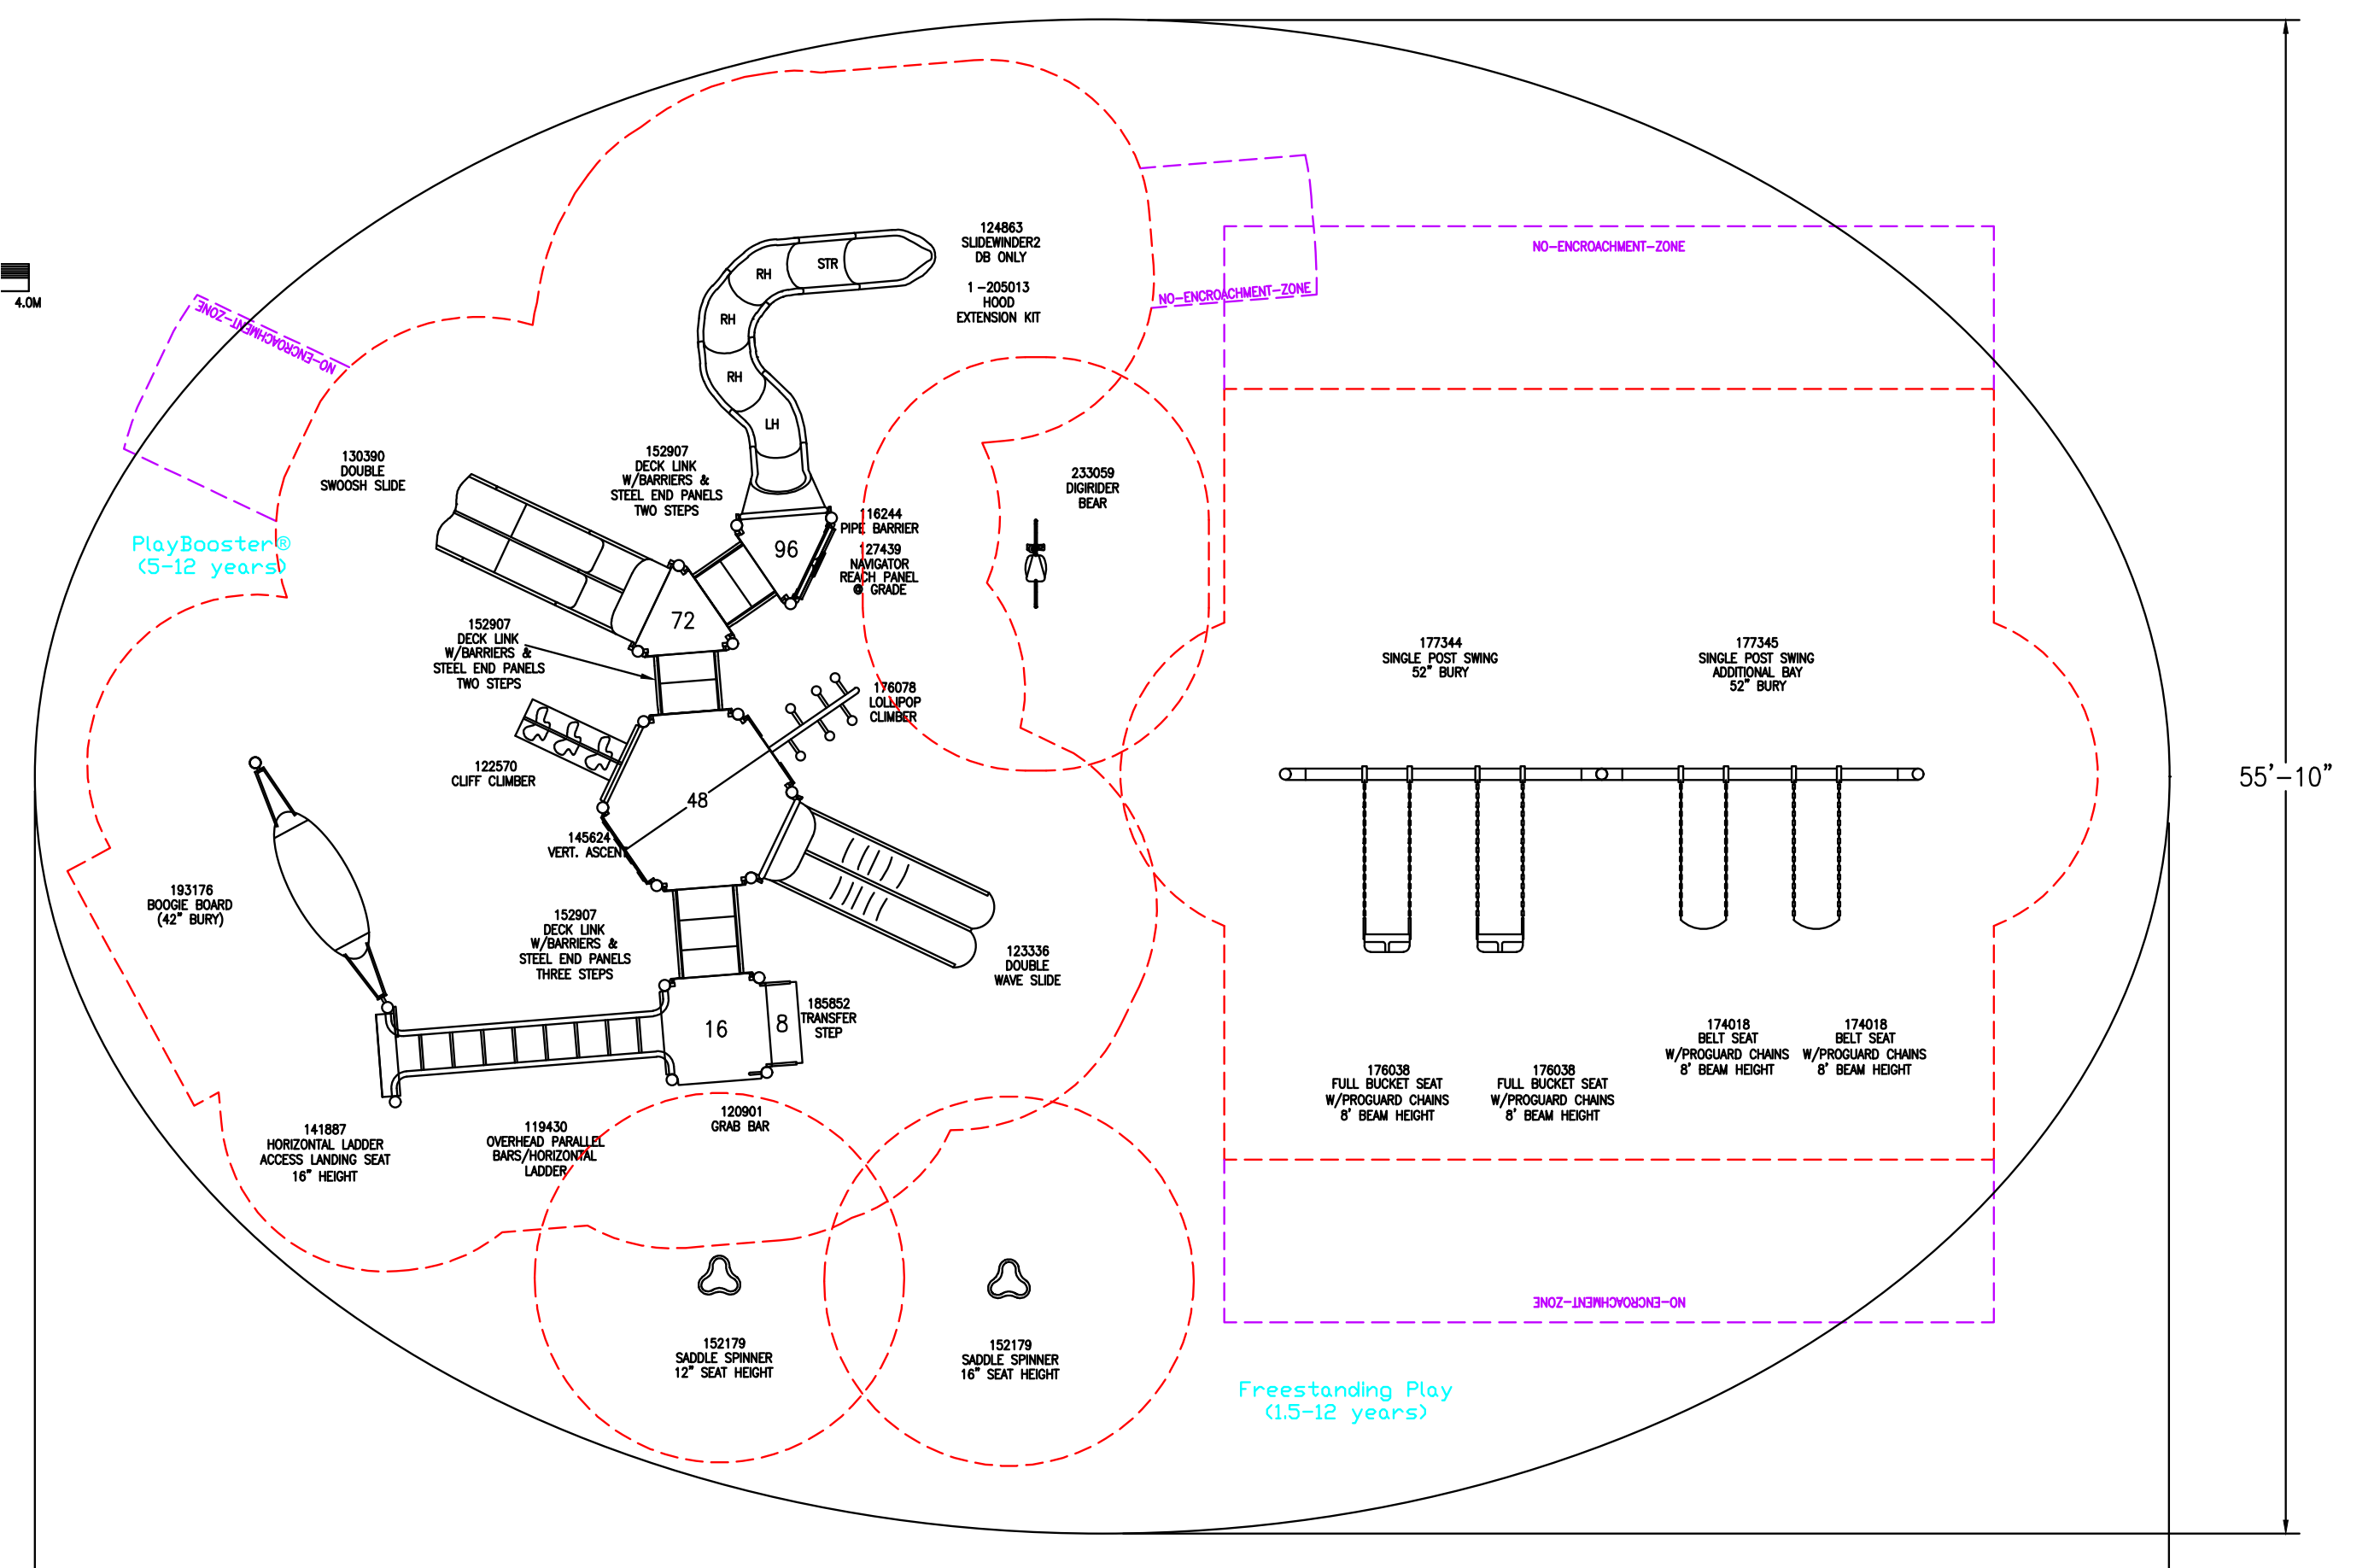 124863
SLIDEWINDER2
DB ONLY
1-205013
HOOD
EXTENSION KIT
STR
RH
RH
RH
LH
NO-ENCROACHMENT-ZONE
NO-ENCROACHMENT-ZONE
NO-ENCROACHMENT-ZONE
4.0M
130390
DOUBLE
SWOOSH SLIDE
152907
DECK LINK
W/BARRIERS &
STEEL END PANELS
TWO STEPS
233059
DIGIRIDER
BEAR
116244
PIPE BARRIER
127439
NAVIGATOR
REACH PANEL
@ GRADE
96
PlayBooster®
(5-12 years)
72
152907
DECK LINK
W/BARRIERS &
STEEL END PANELS
TWO STEPS
177344
SINGLE POST SWING
52" BURY
177345
SINGLE POST SWING
ADDITIONAL BAY
52" BURY
176078
LOLLIPOP
CLIMBER
122570
CLIFF CLIMBER
48
55'-10"
145624
VERT. ASCENT
193176
BOOGIE BOARD
(42" BURY)
152907
DECK LINK
W/BARRIERS &
STEEL END PANELS
THREE STEPS
123336
DOUBLE
WAVE SLIDE
16
8
185852
TRANSFER
STEP
174018
BELT SEAT
W/PROGUARD CHAINS
8' BEAM HEIGHT
174018
BELT SEAT
W/PROGUARD CHAINS
8' BEAM HEIGHT
176038
FULL BUCKET SEAT
W/PROGUARD CHAINS
8' BEAM HEIGHT
176038
FULL BUCKET SEAT
W/PROGUARD CHAINS
8' BEAM HEIGHT
141887
HORIZONTAL LADDER
ACCESS LANDING SEAT
16" HEIGHT
119430
OVERHEAD PARALLEL
BARS/HORIZONTAL
LADDER
120901
GRAB BAR
NO-ENCROACHMENT-ZONE
152179
SADDLE SPINNER
12" SEAT HEIGHT
152179
SADDLE SPINNER
16" SEAT HEIGHT
Freestanding Play
(1.5-12 years)